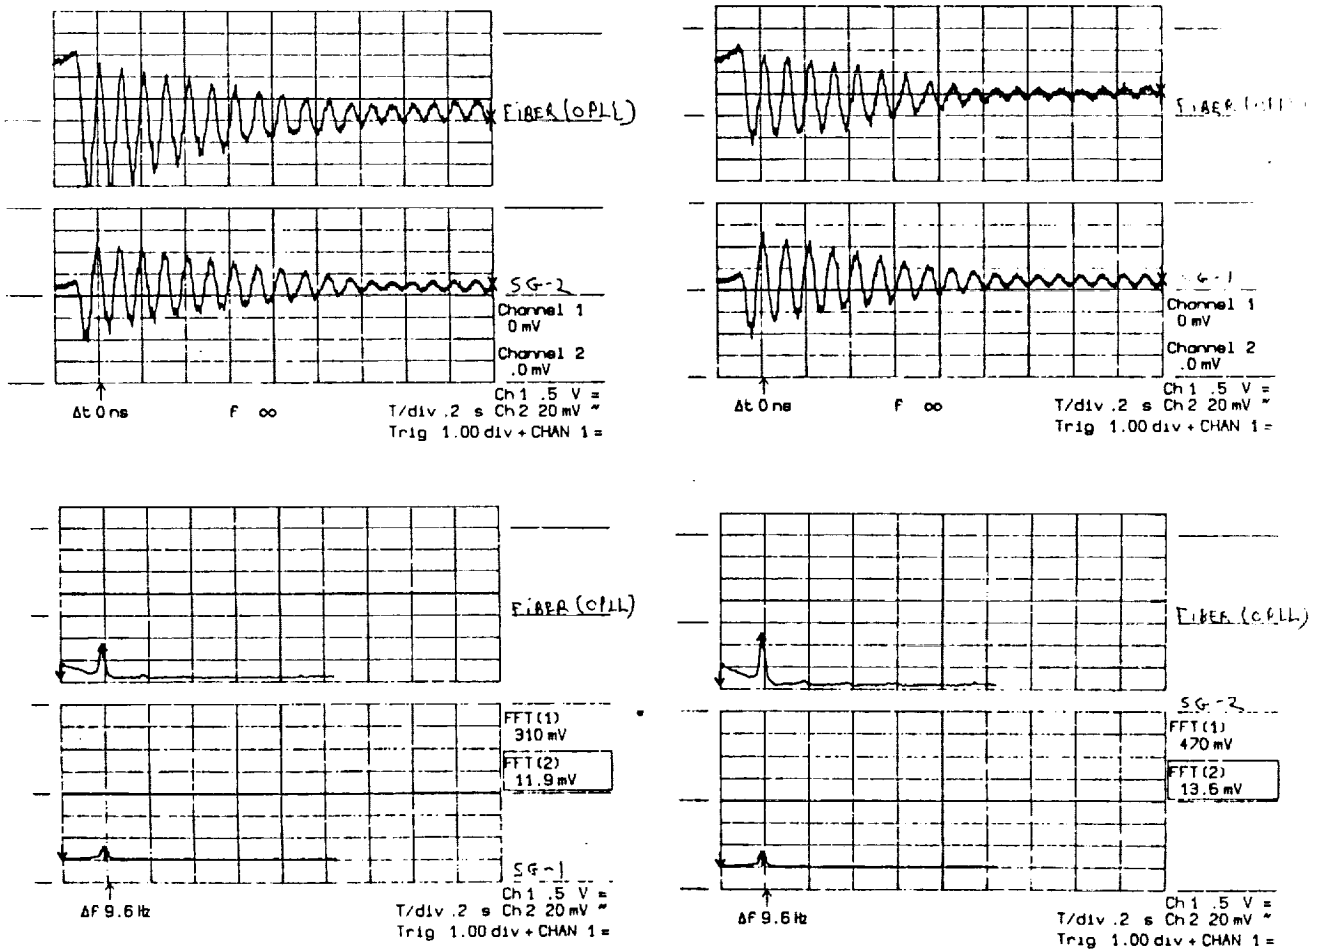 FIBER (OPLL)
SG-2
Channel 1
0 mV
Channel 2
.0 mV
Δt 0 ns
f ∞
Ch 1 .5 V =
T/div .2 s Ch 2 20 mV ~
Trig 1.00 div + CHAN 1 =
FIBER (OPLL)
SG-1
Channel 1
0 mV
Channel 2
.0 mV
Δt 0 ns
f ∞
Ch 1 .5 V =
T/div .2 s Ch 2 20 mV ~
Trig 1.00 div + CHAN 1 =
FIBER (OPLL)
FFT(1)
310 mV
FFT(2)
11.9 mV
SG-1
Δf 9.6 Hz
Ch 1 .5 V =
T/div .2 s Ch 2 20 mV ~
Trig 1.00 div + CHAN 1 =
FIBER (OPLL)
SG-2
FFT(1)
470 mV
FFT(2)
13.6 mV
Δf 9.6 Hz
Ch 1 .5 V =
T/div .2 s Ch 2 20 mV ~
Trig 1.00 div + CHAN 1 =